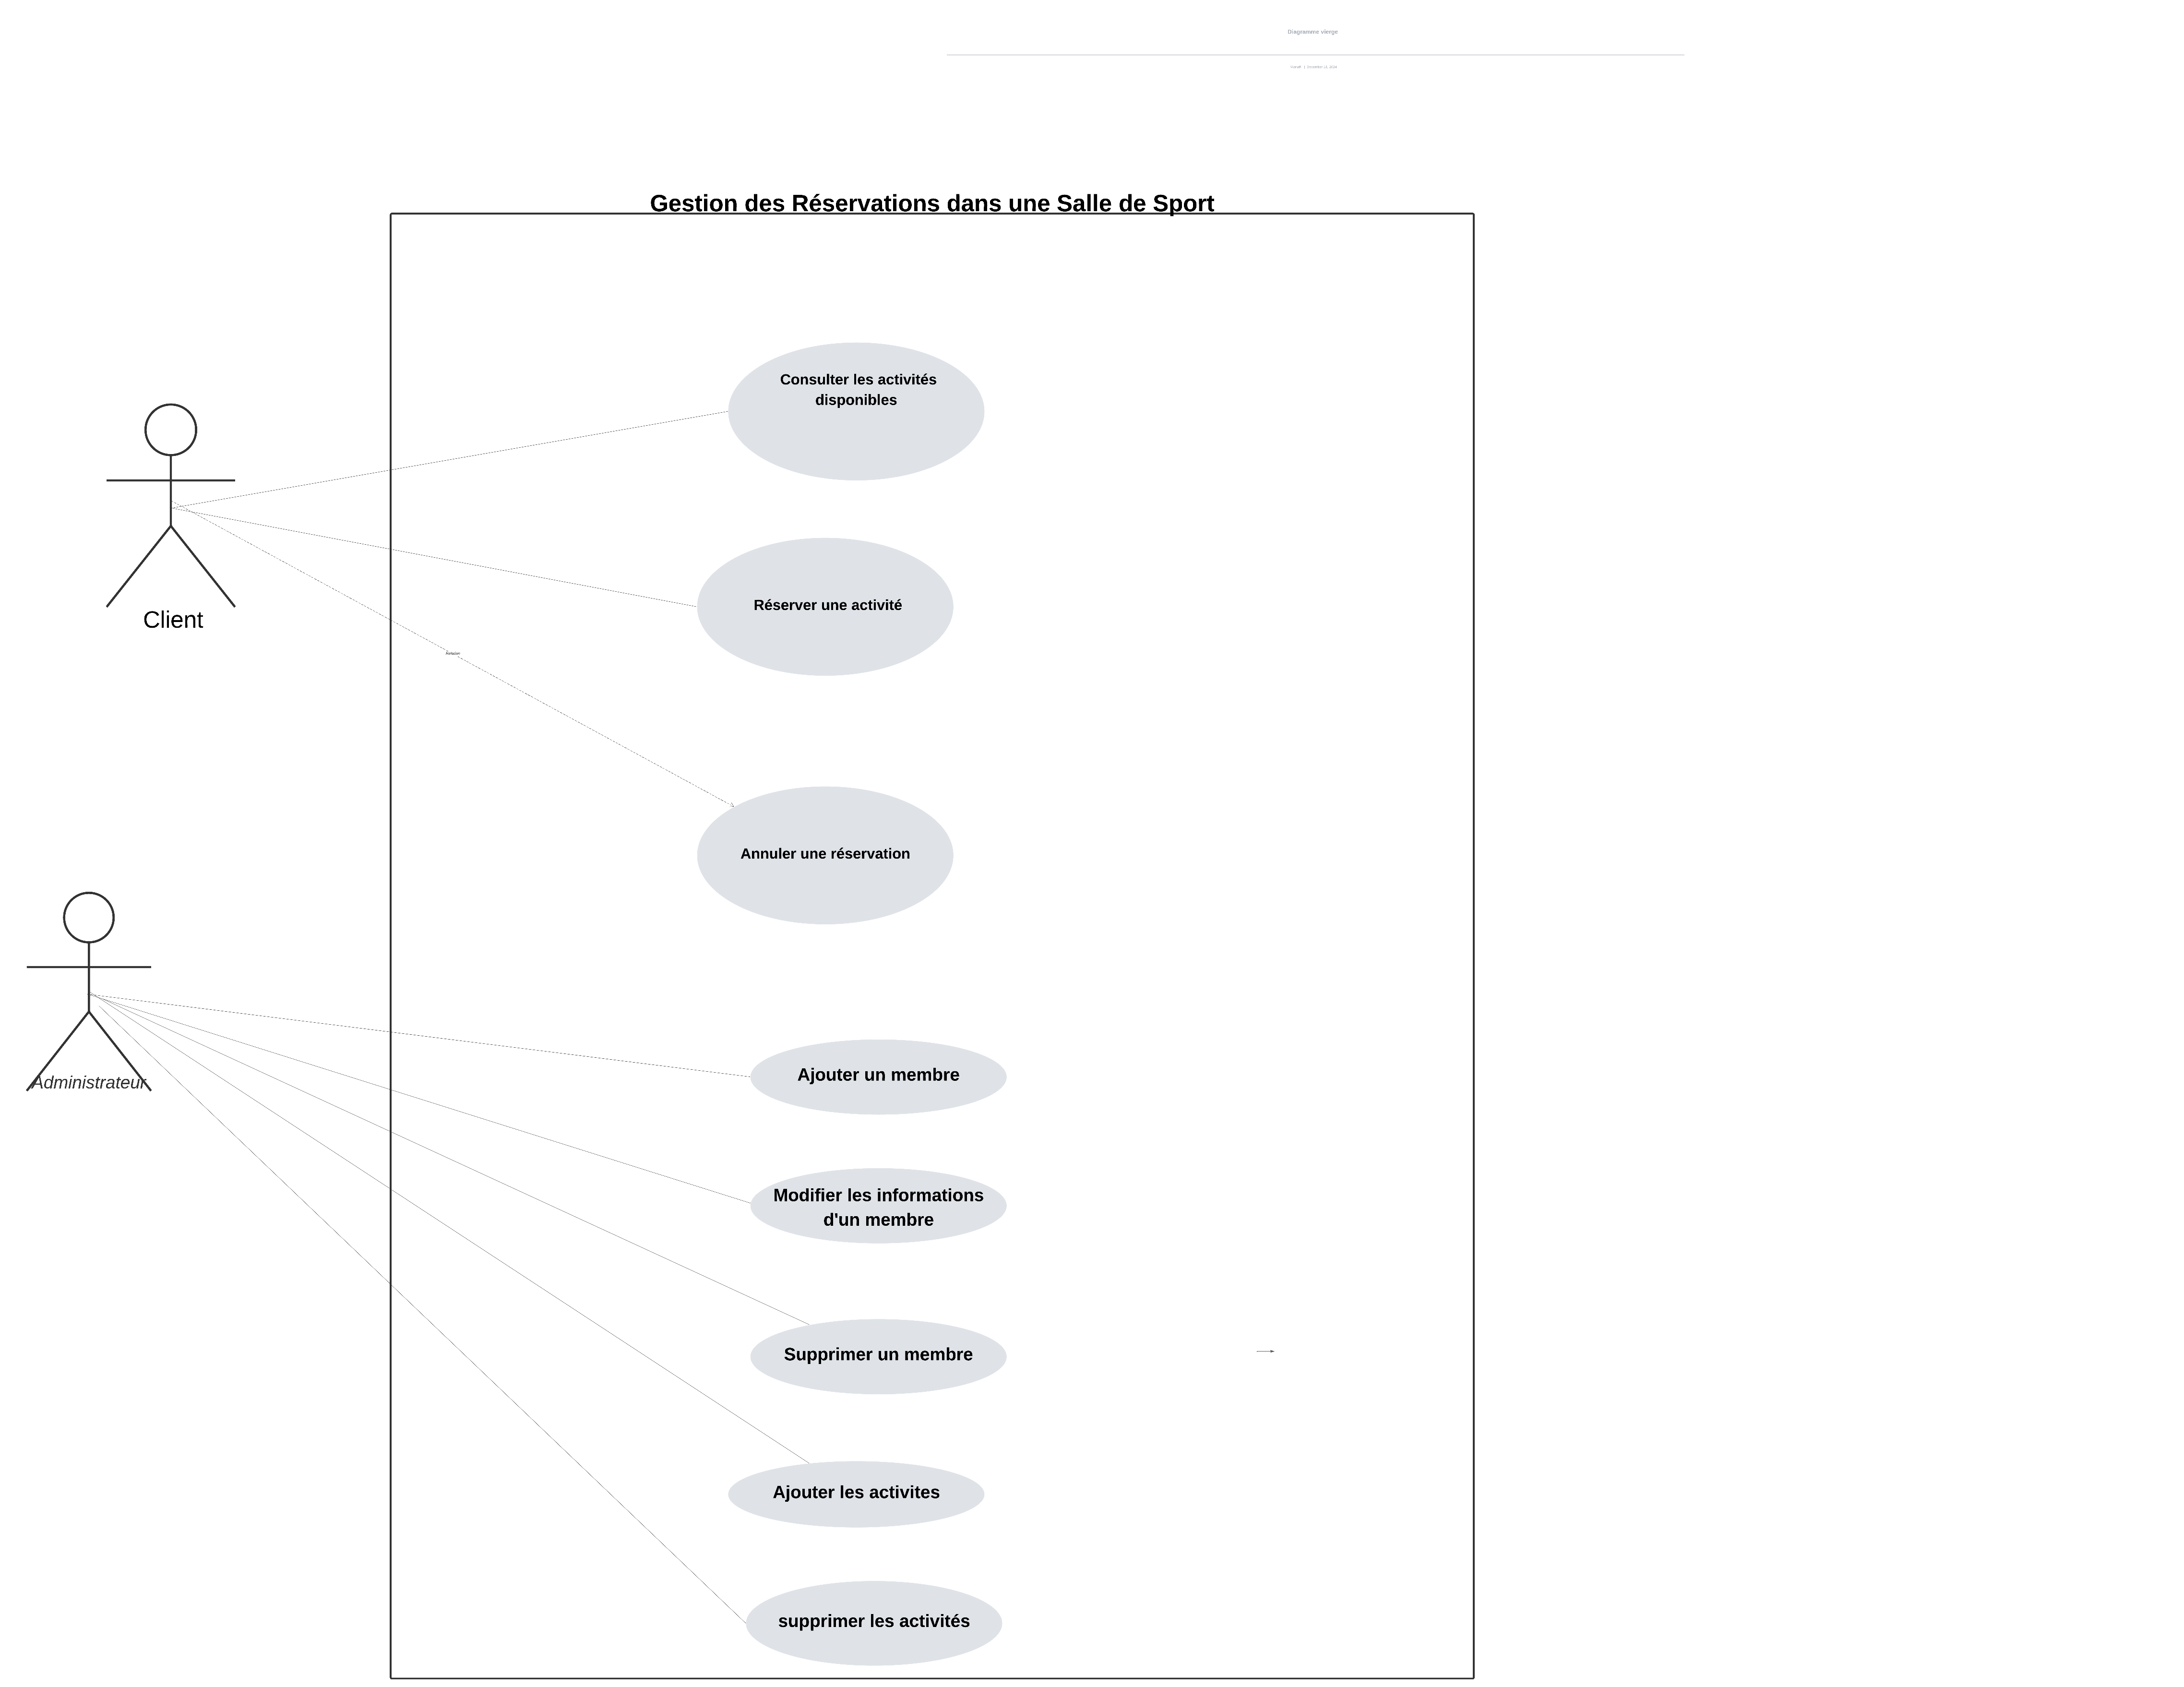 Diagramme vierge
Gestion des Réservations dans une Salle de Sport
Consulter les activités
disponibles
Réserver une activité
Client
Annuler une réservation
Administrateur
Ajouter un membre
Modifier les informations
d'un membre
Supprimer un membre
Ajouter les activites
supprimer les activités